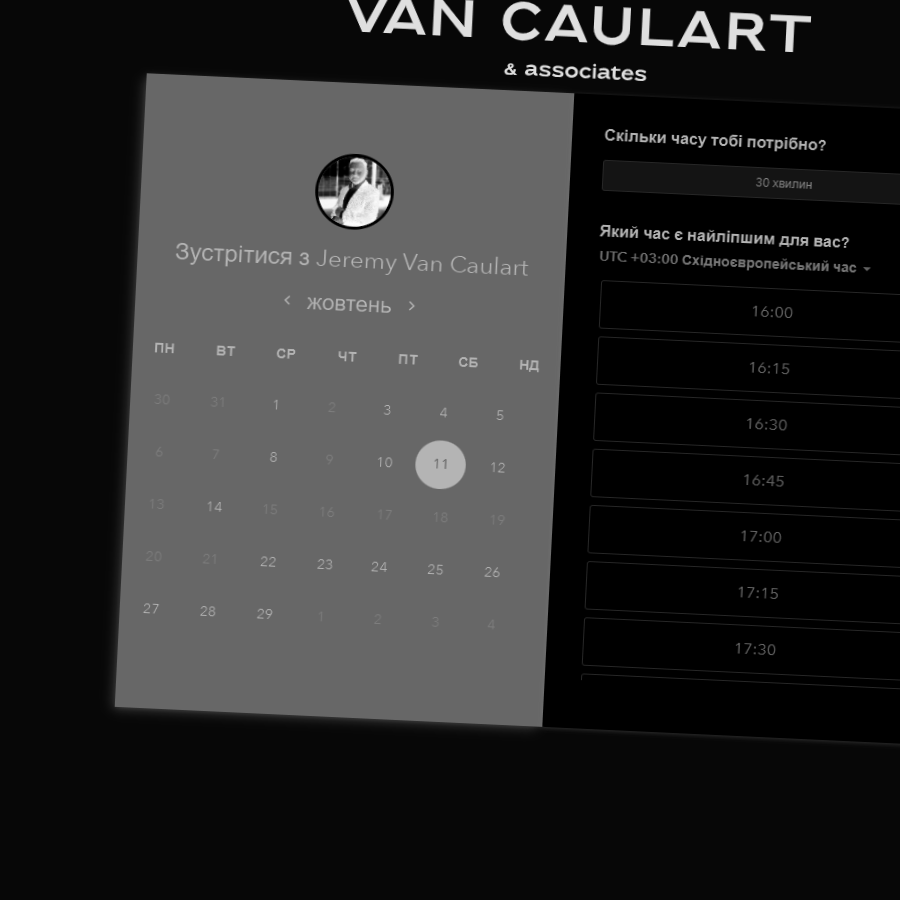 VAN CAULART
& associates
Зустрітися з Jeremy Van Caulart
жовтень
ПН ВТ СР ЧТ ПТ СБ НД
30 31 1 2 3 4 5
6 7 8 9 10 11 12
13 14 15 16 17 18 19
20 21 22 23 24 25 26
27 28 29 1 2 3 4
Скільки часу тобі потрібно?
30 хвилин
Який час є найліпшим для вас?
UTC +03:00 Східноєвропейський час
16:00
16:15
16:30
16:45
17:00
17:15
17:30